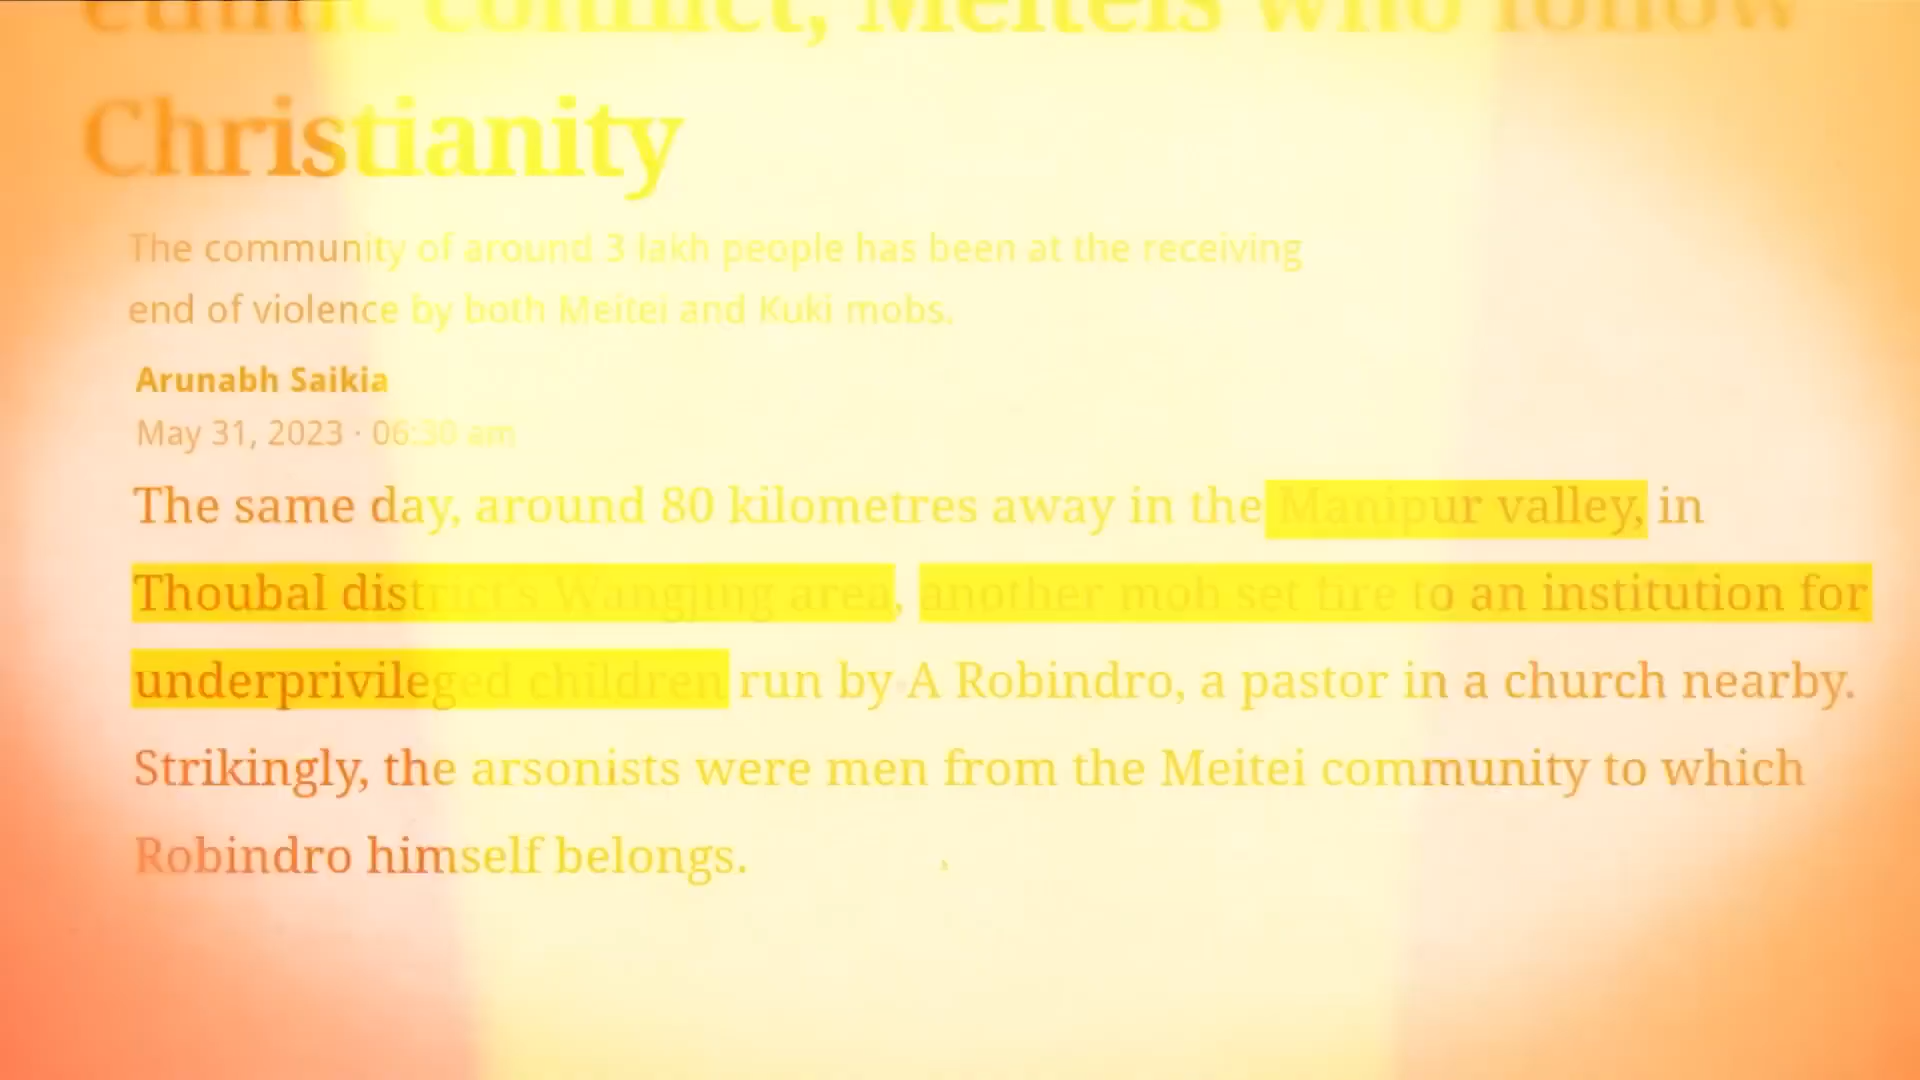 ethnic conflict, Meiteis who follow
Christianity
The community of around 3 lakh people has been at the receiving
end of violence by both Meitei and Kuki mobs.
Arunabh Saikia
May 31, 2023 · 06:30 am
The same day, around 80 kilometres away in the Manipur valley, in
Thoubal district's Wangjing area, another mob set fire to an institution for
underprivileged children run by A Robindro, a pastor in a church nearby.
Strikingly, the arsonists were men from the Meitei community to which
Robindro himself belongs.